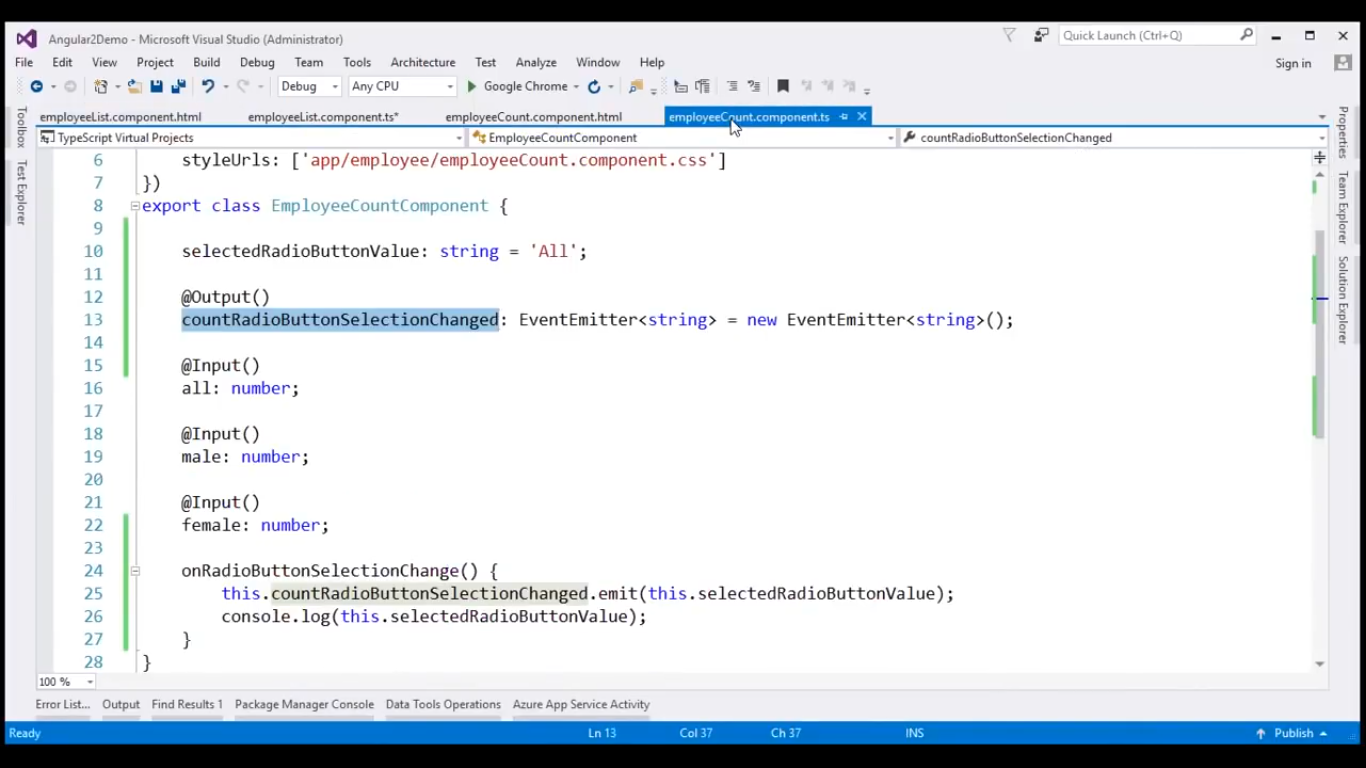 Angular2Demo - Microsoft Visual Studio (Administrator)
Quick Launch (Ctrl+Q)
File Edit View Project Build Debug Team Tools Architecture Test Analyze Window Help
Sign in
Debug Any CPU Google Chrome
employeeList.component.html employeeList.component.ts* employeeCount.component.html employeeCount.component.ts
TypeScript Virtual Projects EmployeeCountComponent countRadioButtonSelectionChanged
Toolbox
Test Explorer
6 styleUrls: ['app/employee/employeeCount.component.css']
7 })
8 export class EmployeeCountComponent {
9
10 selectedRadioButtonValue: string = 'All';
11
12 @Output()
13 countRadioButtonSelectionChanged: EventEmitter<string> = new EventEmitter<string>();
14
15 @Input()
16 all: number;
17
18 @Input()
19 male: number;
20
21 @Input()
22 female: number;
23
24 onRadioButtonSelectionChange() {
25 this.countRadioButtonSelectionChanged.emit(this.selectedRadioButtonValue);
26 console.log(this.selectedRadioButtonValue);
27 }
28 }
Properties
Team Explorer
Solution Explorer
100 %
Error List... Output Find Results 1 Package Manager Console Data Tools Operations Azure App Service Activity
Ready Ln 13 Col 37 Ch 37 INS Publish